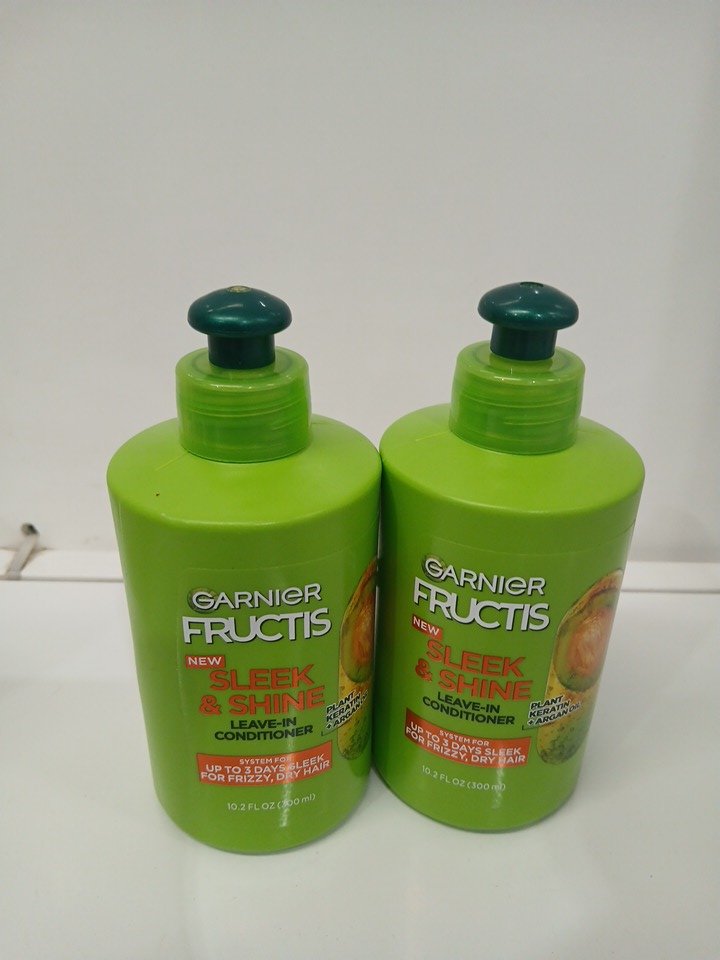 GARNIER
FRUCTIS
NEW
SLEEK
& SHINE
LEAVE-IN
CONDITIONER
PLANT
KERATIN
+ ARGAN OIL
SYSTEM FOR
UP TO 3 DAYS SLEEK
FOR FRIZZY, DRY HAIR
10.2 FL OZ (300 ml)
GARNIER
FRUCTIS
NEW
SLEEK
& SHINE
LEAVE-IN
CONDITIONER
PLANT
KERATIN
+ ARGAN OIL
SYSTEM FOR
UP TO 3 DAYS SLEEK
FOR FRIZZY, DRY HAIR
10.2 FL OZ (300 ml)